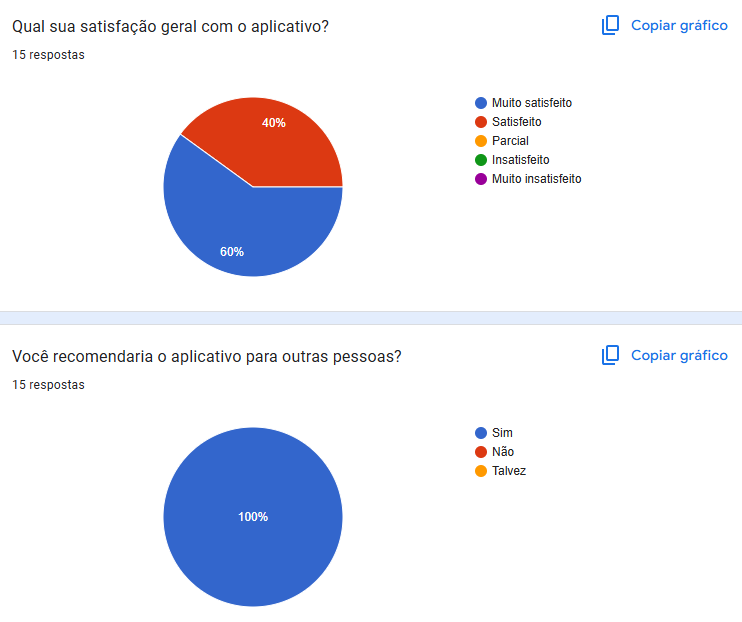 Qual sua satisfação geral com o aplicativo?
Copiar gráfico
15 respostas
40%
60%
Muito satisfeito
Satisfeito
Parcial
Insatisfeito
Muito insatisfeito
Você recomendaria o aplicativo para outras pessoas?
Copiar gráfico
15 respostas
100%
Sim
Não
Talvez